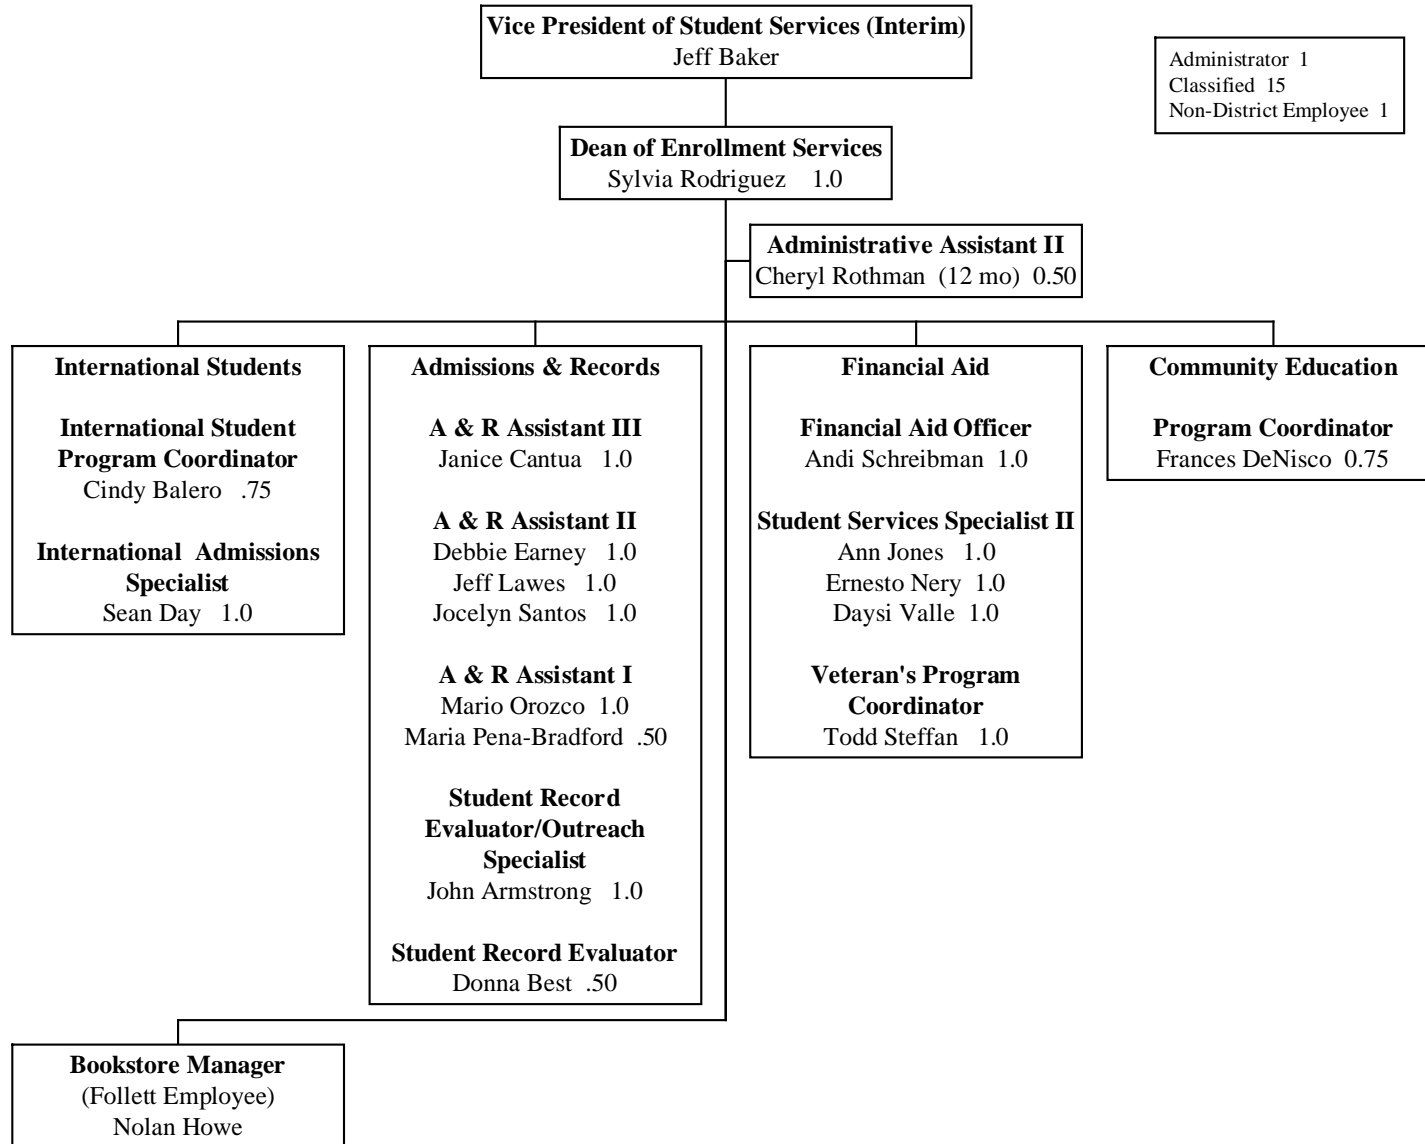 Vice President of Student Services (Interim)
Jeff Baker
Administrator 1
Classified 15
Non-District Employee 1
Dean of Enrollment Services
Sylvia Rodriguez 1.0
Administrative Assistant II
Cheryl Rothman (12 mo) 0.50
International Students
International Student
Program Coordinator
Cindy Balero .75
International Admissions
Specialist
Sean Day 1.0
Admissions & Records
A & R Assistant III
Janice Cantua 1.0
A & R Assistant II
Debbie Earney 1.0
Jeff Lawes 1.0
Jocelyn Santos 1.0
A & R Assistant I
Mario Orozco 1.0
Maria Pena-Bradford .50
Student Record
Evaluator/Outreach
Specialist
John Armstrong 1.0
Student Record Evaluator
Donna Best .50
Financial Aid
Financial Aid Officer
Andi Schreibman 1.0
Student Services Specialist II
Ann Jones 1.0
Ernesto Nery 1.0
Daysi Valle 1.0
Veteran's Program
Coordinator
Todd Steffan 1.0
Community Education
Program Coordinator
Frances DeNisco 0.75
Bookstore Manager
(Follett Employee)
Nolan Howe